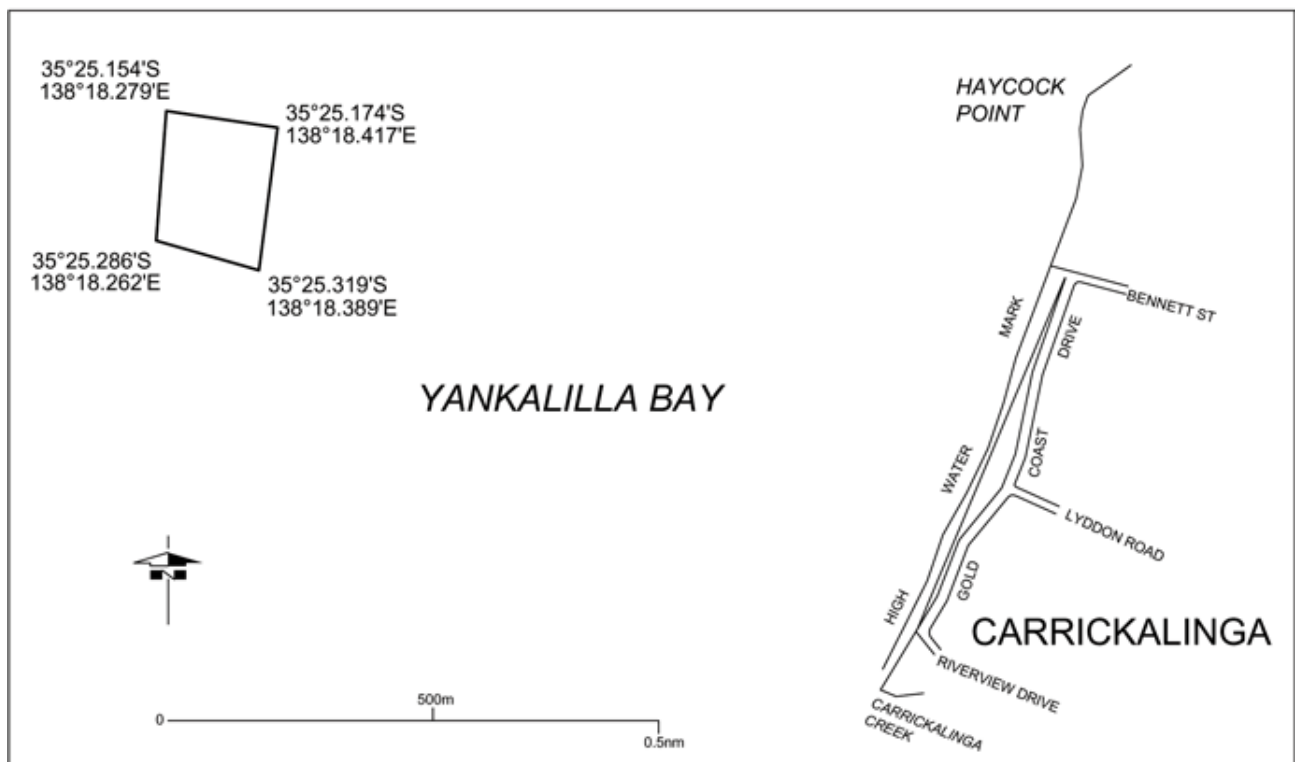 35°25.154'S
138°18.279'E
35°25.174'S
138°18.417'E
35°25.286'S
138°18.262'E
35°25.319'S
138°18.389'E
HAYCOCK
POINT
BENNETT ST
HIGH WATER MARK
GOLD COAST DRIVE
YANKALILLA BAY
LYDDON ROAD
CARRICKALINGA
RIVERVIEW DRIVE
CARRICKALINGA
CREEK
N
0
500m
0.5nm